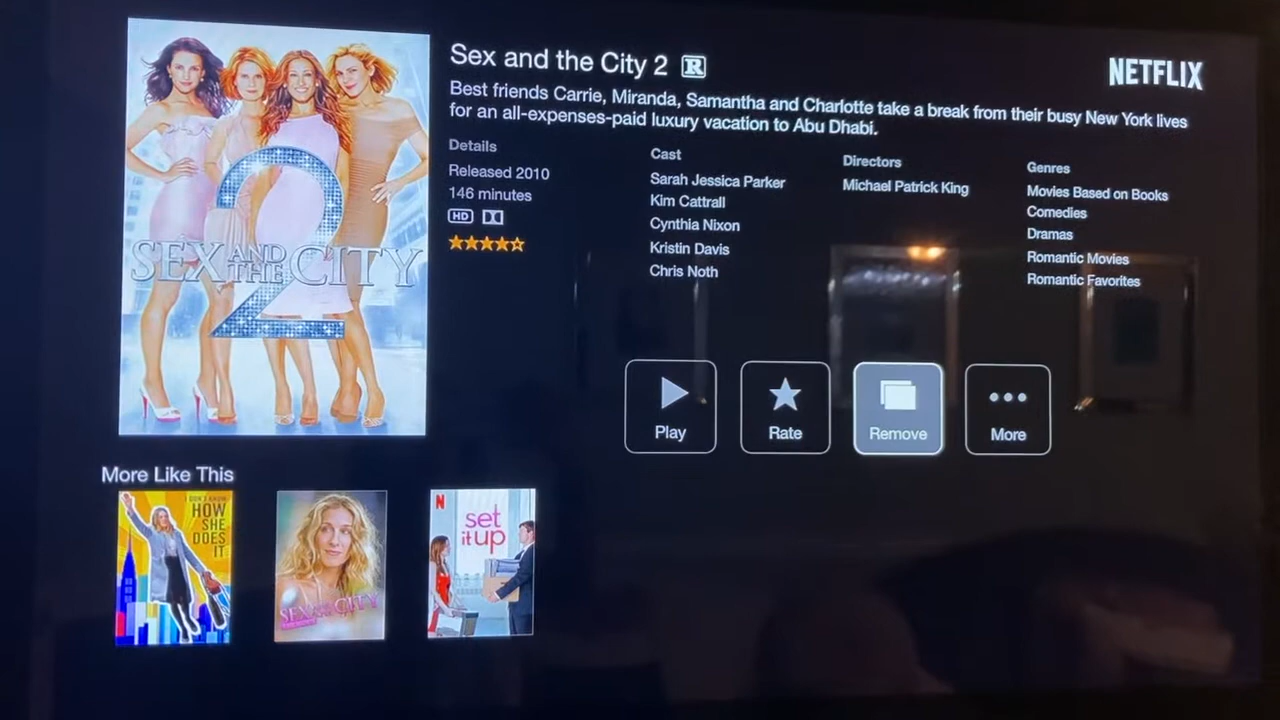 Sex and the City 2 R
NETFLIX
Best friends Carrie, Miranda, Samantha and Charlotte take a break from their busy New York lives
for an all-expenses-paid luxury vacation to Abu Dhabi.
Details
Released 2010
146 minutes
HD
Cast
Sarah Jessica Parker
Kim Cattrall
Cynthia Nixon
Kristin Davis
Chris Noth
Directors
Michael Patrick King
Genres
Movies Based on Books
Comedies
Dramas
Romantic Movies
Romantic Favorites
2
SEX AND THE CITY
Play
Rate
Remove
More
More Like This
I DON'T KNOW
HOW
SHE
DOES
IT
SEX AND THE CITY
N
set
it up